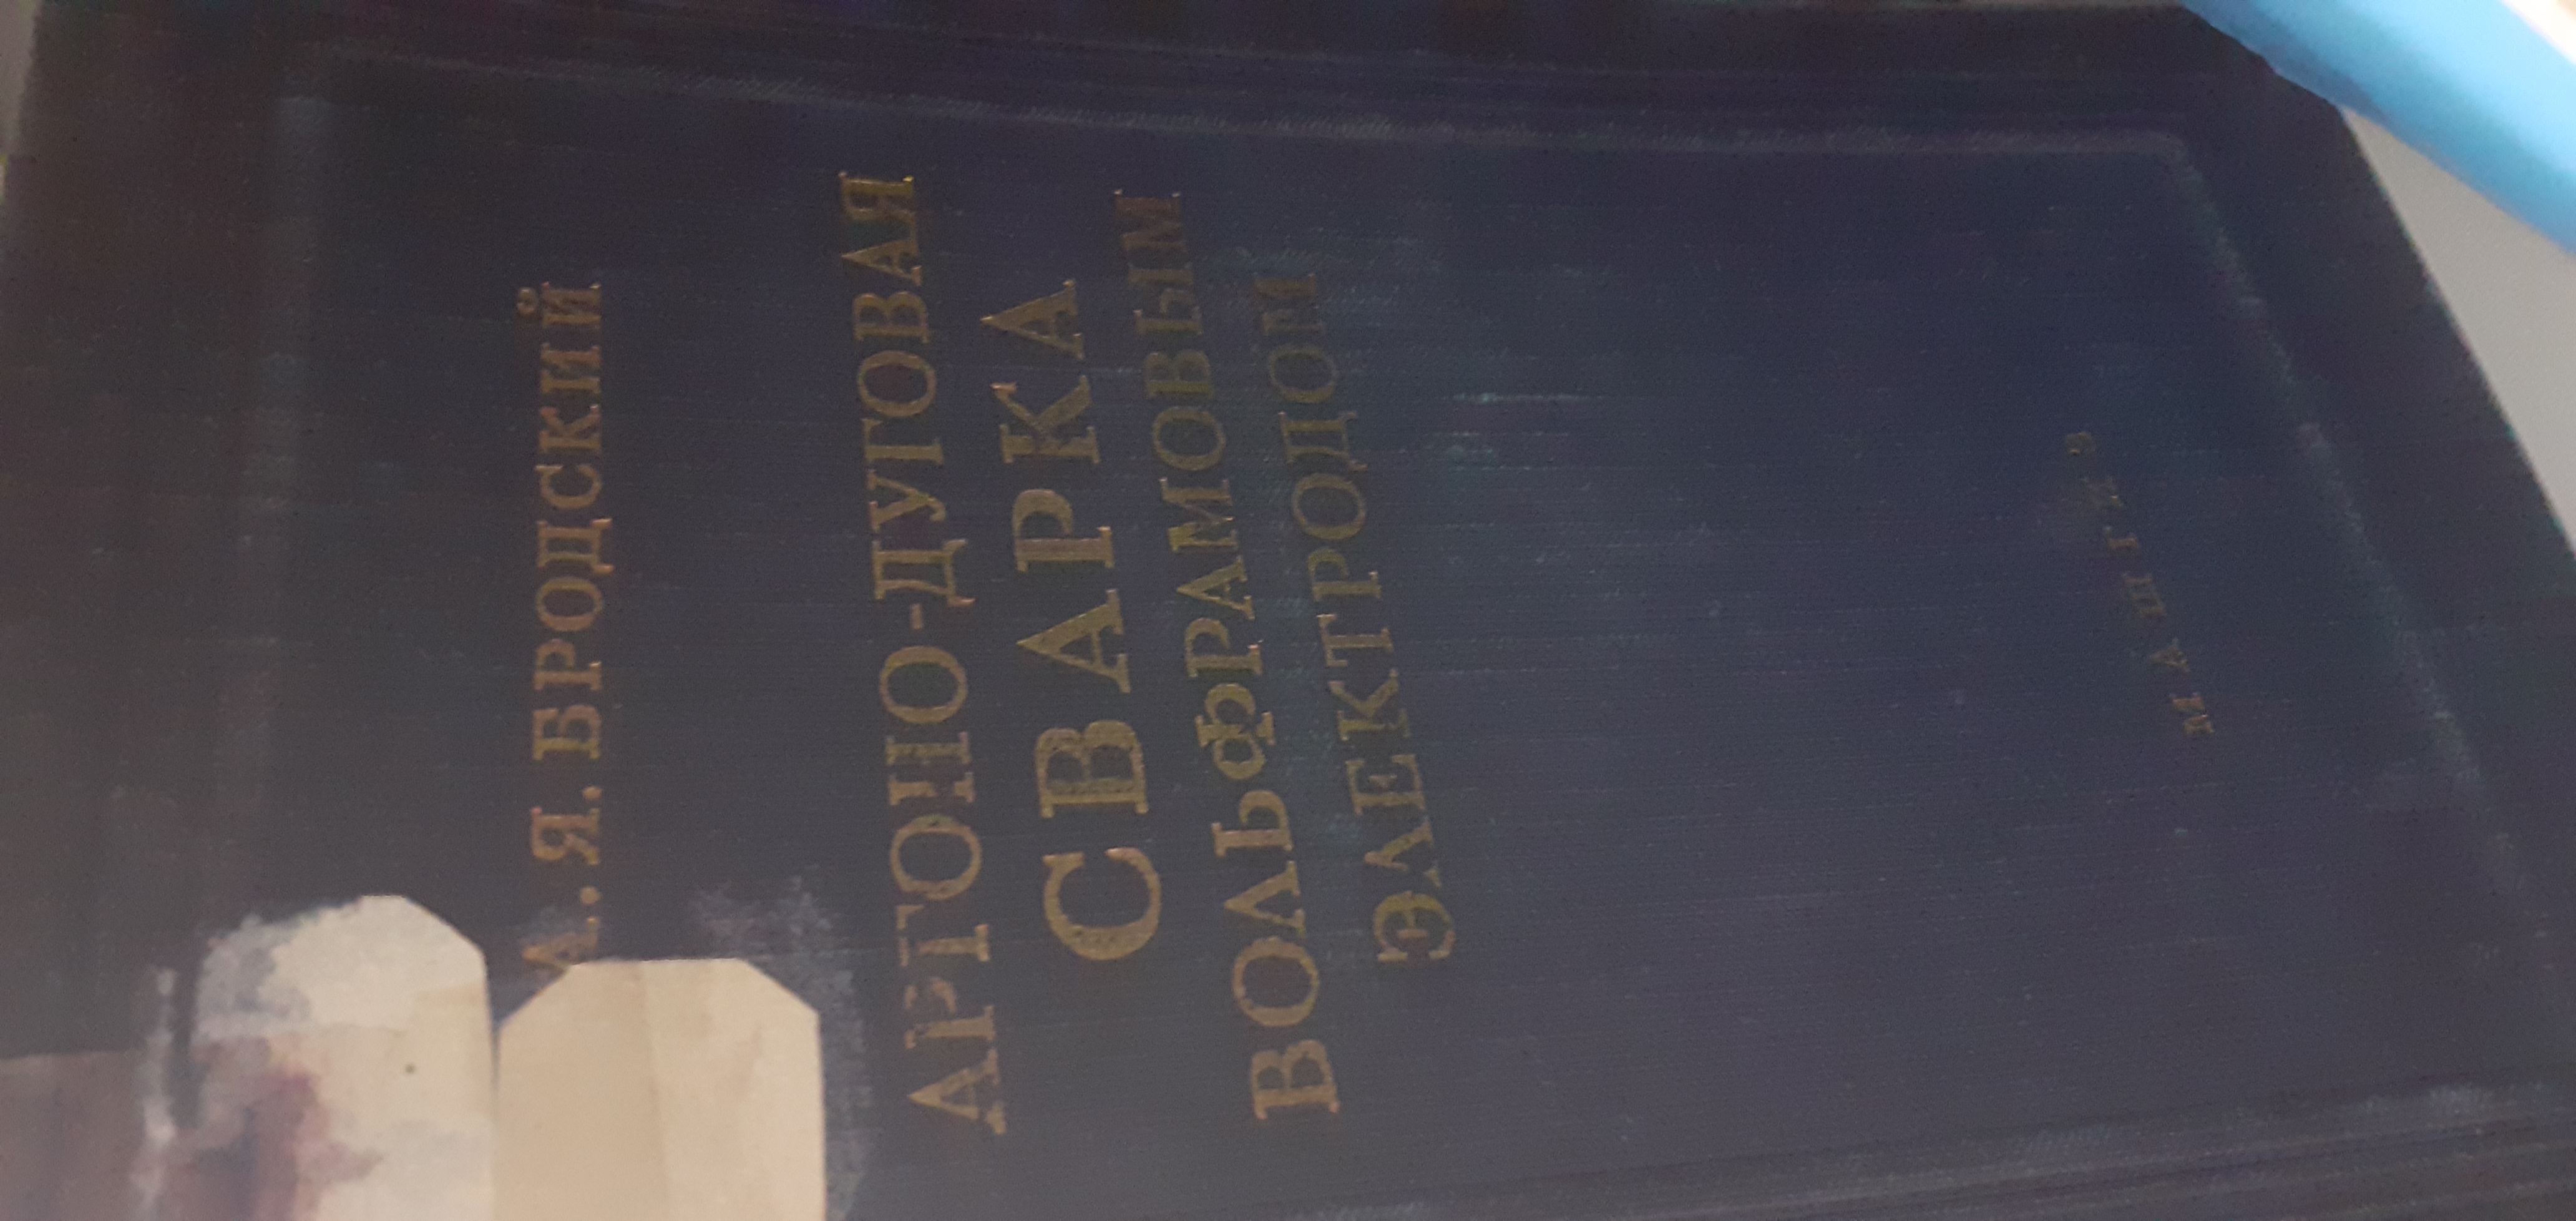 А. Я. БРОДСКИЙ
АРГОНО-ДУГОВАЯ
СВАРКА
ВОЛЬФРАМОВЫМ
ЭЛЕКТРОДОМ
МАШГИЗ